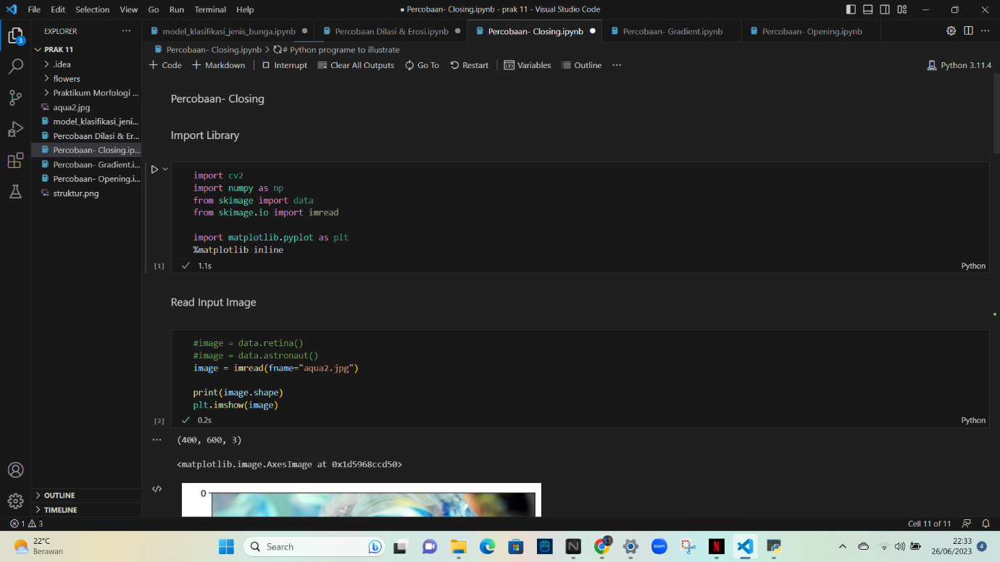 File Edit Selection View Go Run Terminal Help
● Percobaan- Closing.ipynb - prak 11 - Visual Studio Code
3
EXPLORER
PRAK 11
.idea
flowers
Praktikum Morfologi ...
aqua2.jpg
model_klasifikasi_jeni...
Percobaan Dilasi & Er...
Percobaan- Closing.ip...
Percobaan- Gradient.i...
Percobaan- Opening.i...
struktur.png
OUTLINE
TIMELINE
model_klasifikasi_jenis_bunga.ipynb
Percobaan Dilasi & Erosi.ipynb
Percobaan- Closing.ipynb
Percobaan- Gradient.ipynb
Percobaan- Opening.ipynb
Percobaan- Closing.ipynb > # Python programe to illustrate
+ Code + Markdown Interrupt Clear All Outputs Go To Restart Variables Outline ... Python 3.11.4
Percobaan- Closing
Import Library
import cv2
import numpy as np
from skimage import data
from skimage.io import imread
import matplotlib.pyplot as plt
%matplotlib inline
[1] ✓ 1.1s Python
Read Input Image
#image = data.retina()
#image = data.astronaut()
image = imread(fname="aqua2.jpg")
print(image.shape)
plt.imshow(image)
[2] ✓ 0.2s Python
... (400, 600, 3)
<matplotlib.image.AxesImage at 0x1d5968ccd50>
0
1 3
Cell 11 of 11
22°C
Berawan
Search
zoom
22:33
26/06/2023
4